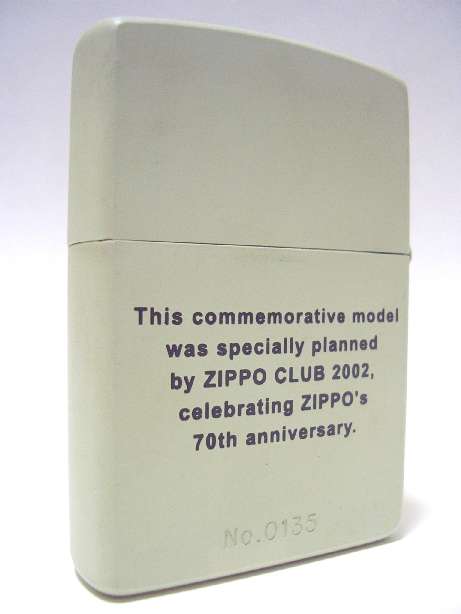 This commemorative model
was specially planned
by ZIPPO CLUB 2002,
celebrating ZIPPO's
70th anniversary.
No.0135